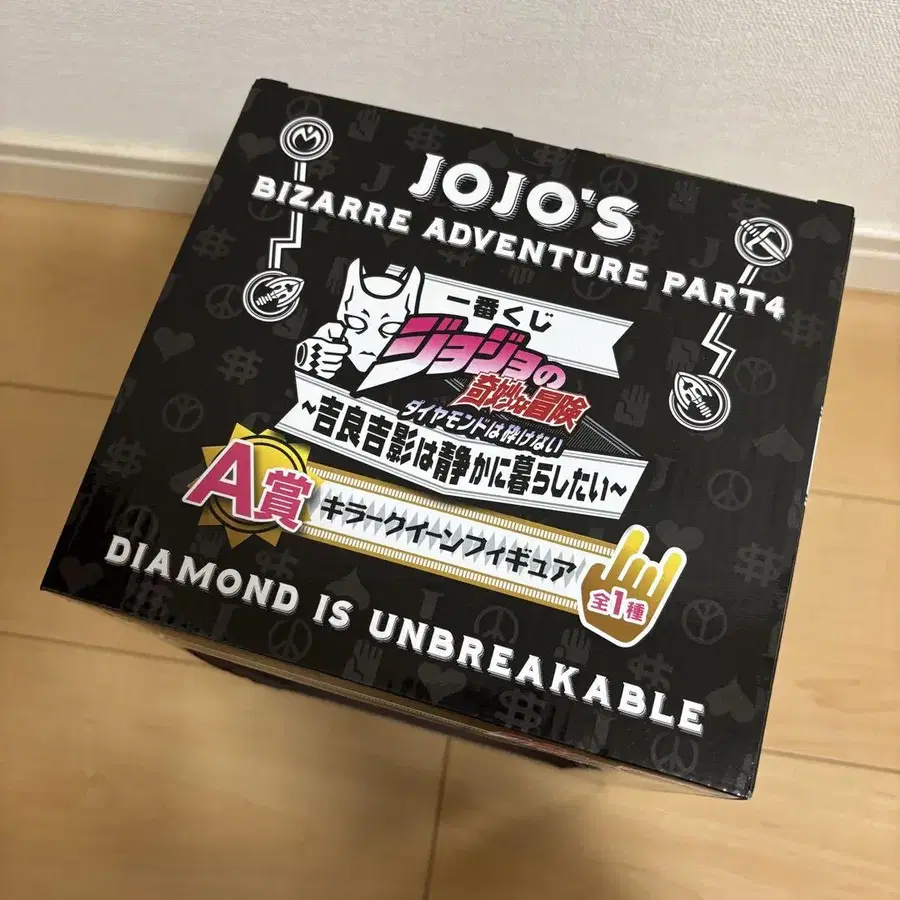 JOJO'S
BIZARRE ADVENTURE PART4
一番くじ
ジョジョの
奇妙な冒険
ダイヤモンドは砕けない
~吉良吉影は静かに暮らしたい~
A賞
キラークイーンフィギュア
全1種
DIAMOND IS UNBREAKABLE